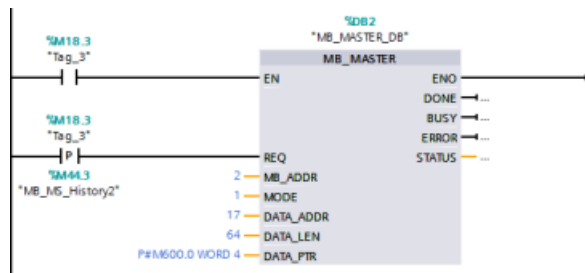 %DB2
"MB_MASTER_DB"
%M18.3
"Tag_3"
MB_MASTER
EN
ENO
DONE
...
BUSY
...
ERROR
...
%M18.3
"Tag_3"
P
REQ
STATUS
...
%M44.3
"MB_MS_History2"
2
MB_ADDR
1
MODE
17
DATA_ADDR
64
DATA_LEN
P#M600.0 WORD 4
DATA_PTR